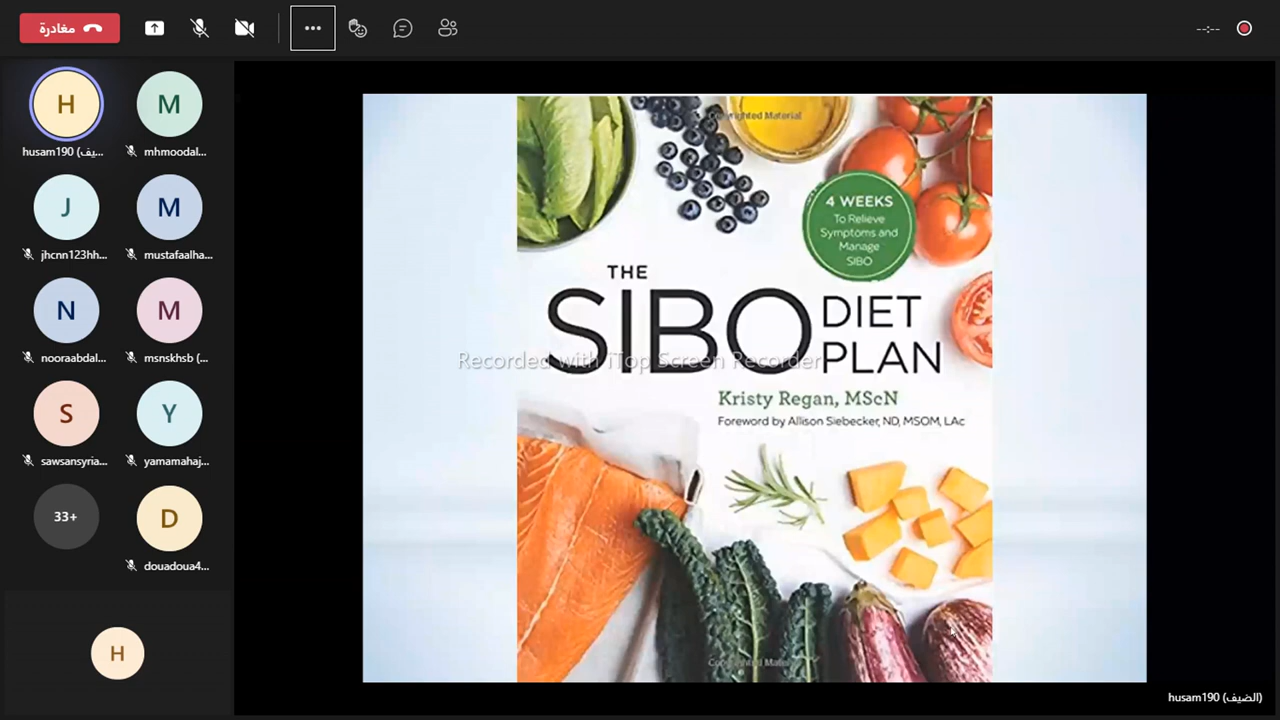 مغادرة
--:--
H
husam190 (ضيف...
M
mhmoodal...
J
jhcnn123hh...
M
mustafaalha...
N
nooraabdal...
M
msnskhsb (...
S
sawsansyria...
Y
yamamahaj...
33+
D
douadoua4...
H
Copyrighted Material
4 WEEKS
To Relieve
Symptoms and
Manage
SIBO
THE
SIBO DIET
PLAN
Recorded with iTop Screen Recorder
Kristy Regan, MScN
Foreword by Allison Siebecker, ND, MSOM, LAc
Copyrighted Material
husam190 (الضيف)